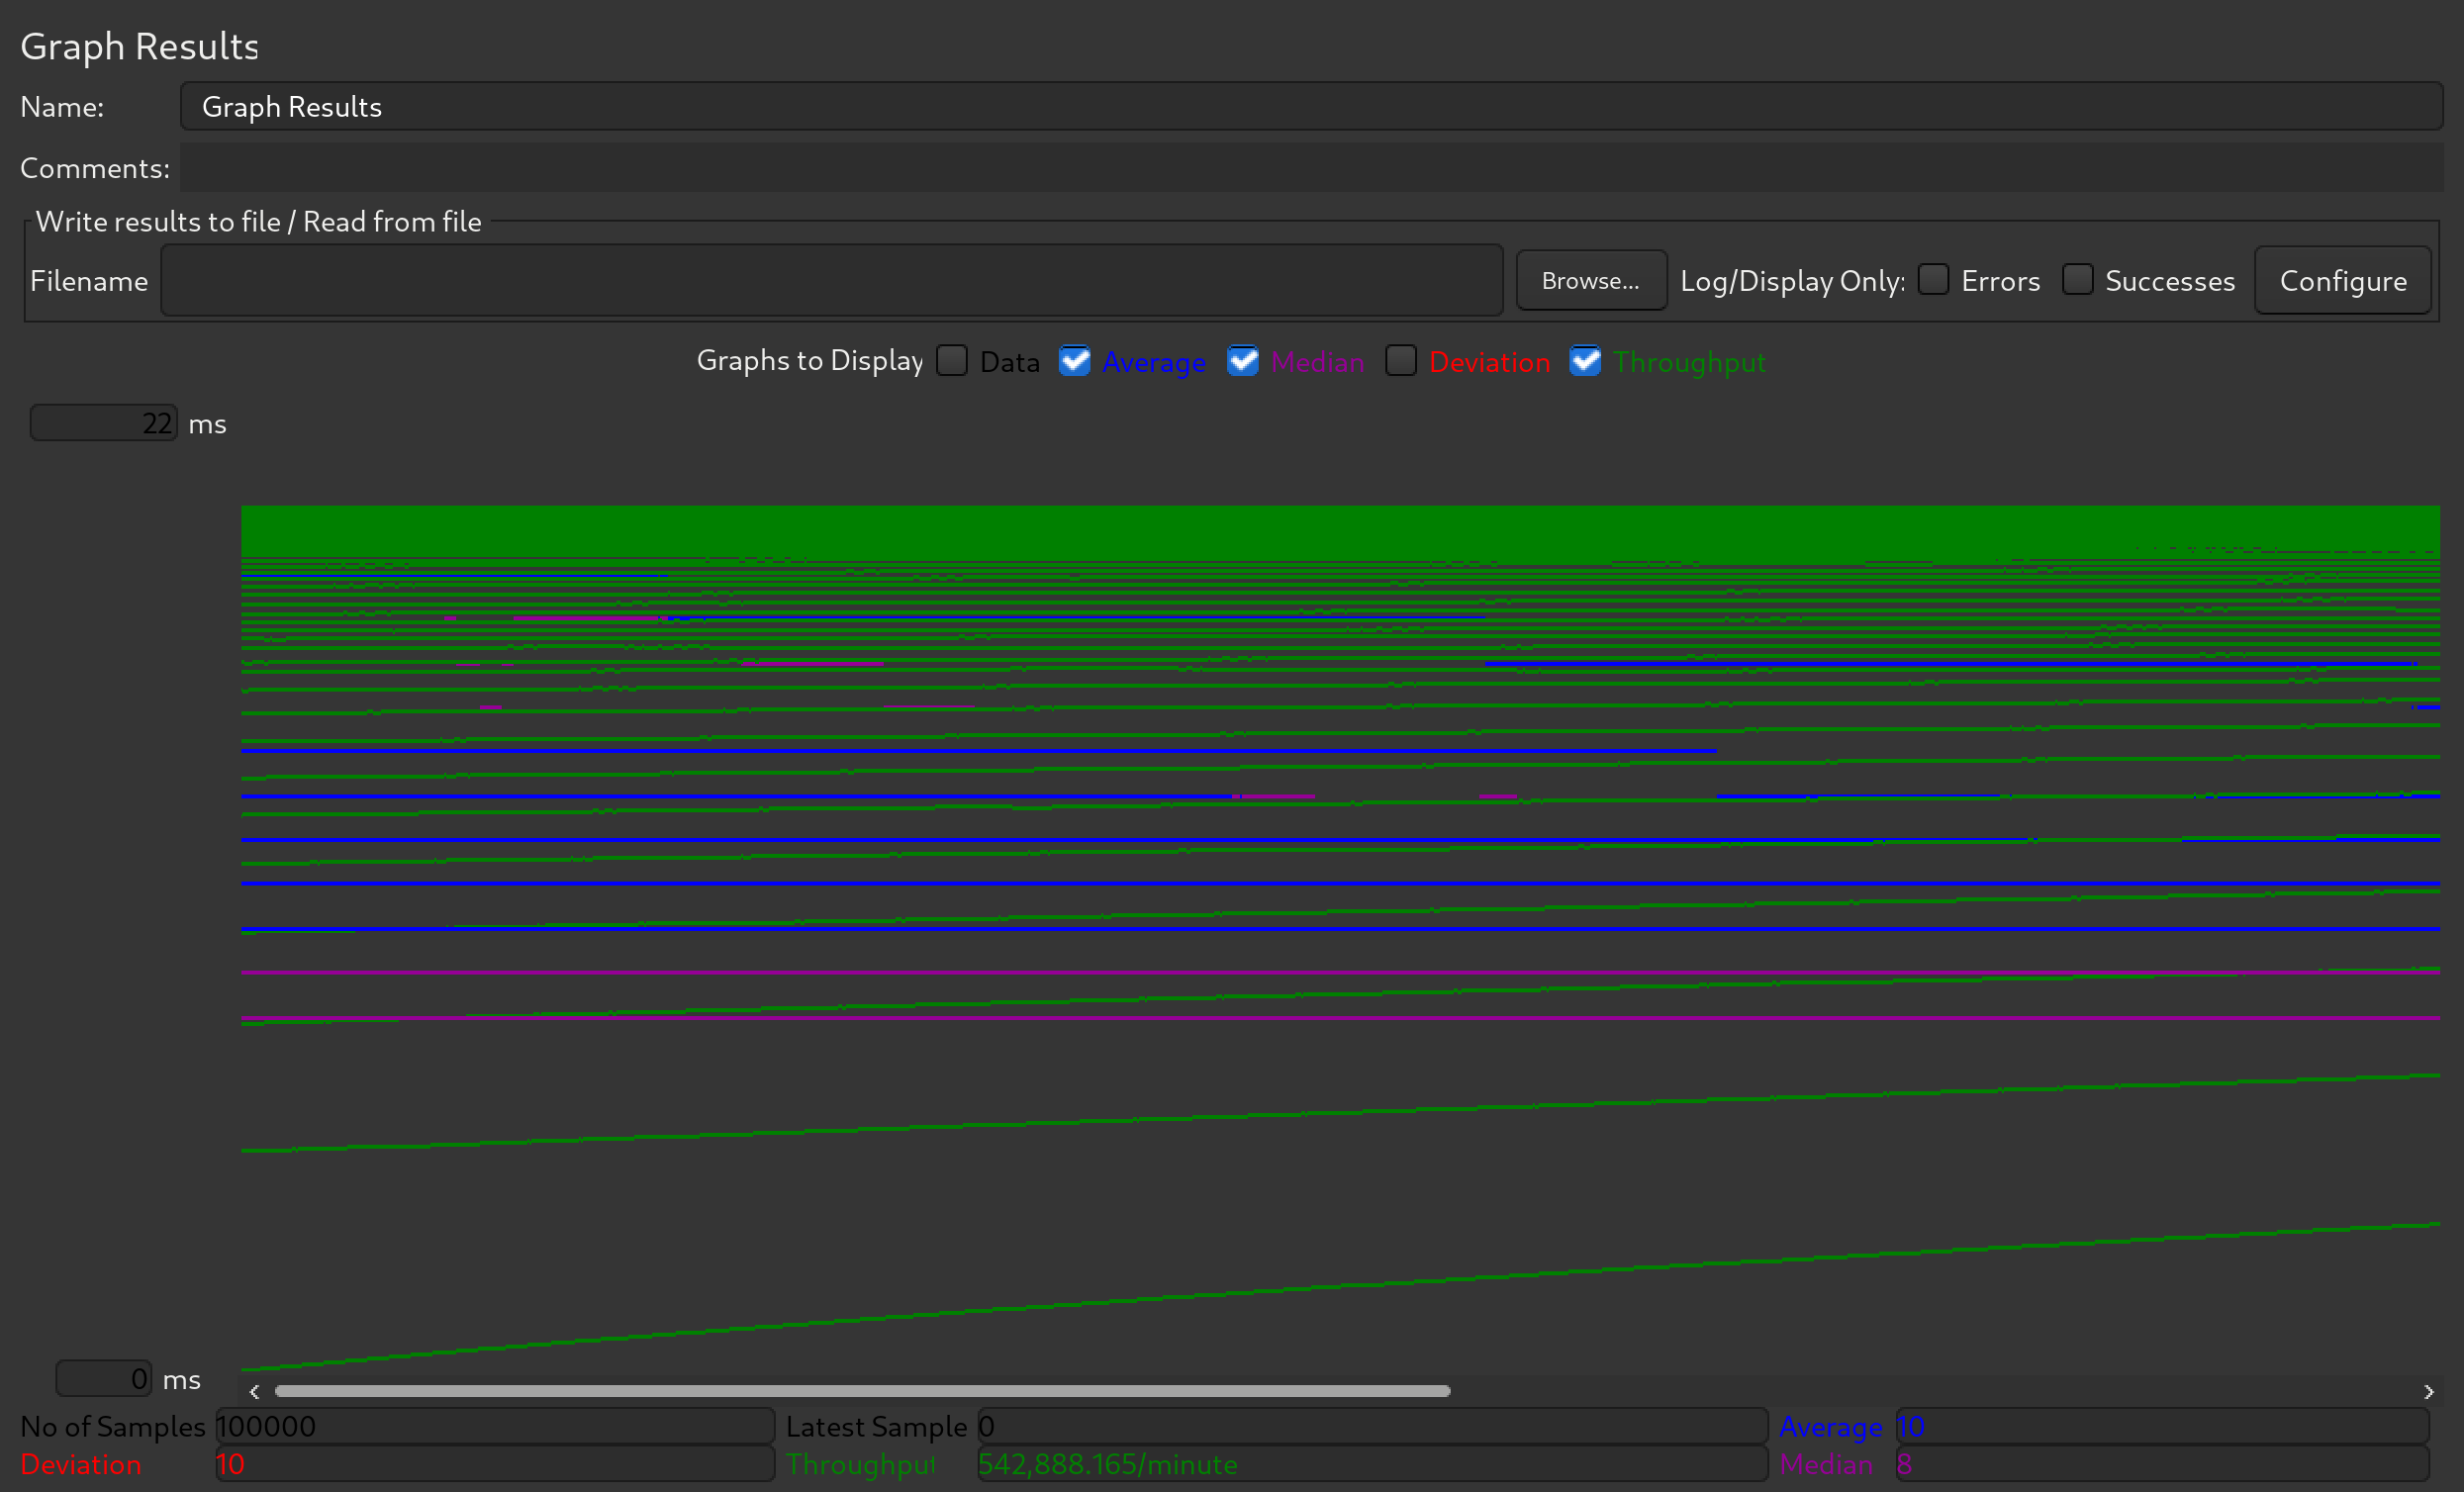 Graph Results
Name: Graph Results
Comments:
Write results to file / Read from file
Filename Browse... Log/Display Only: Errors Successes Configure
Graphs to Display Data Average Median Deviation Throughput
22 ms
0 ms
No of Samples 100000 Latest Sample 0 Average 10
Deviation 10 Throughput 542,888.165/minute Median 8